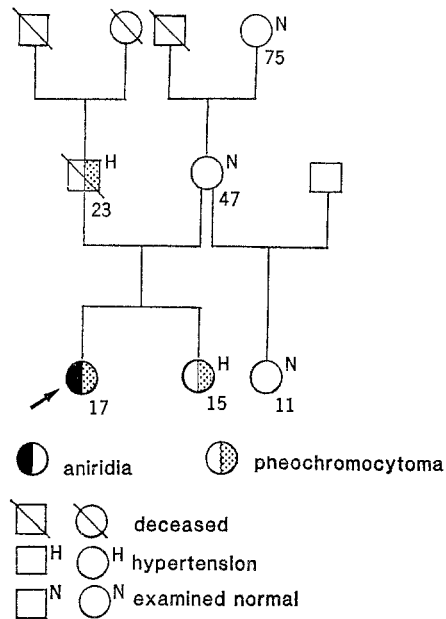 N
75
H
23
N
47
17
H
15
N
11
aniridia
pheochromocytoma
deceased
H H hypertension
N N examined normal